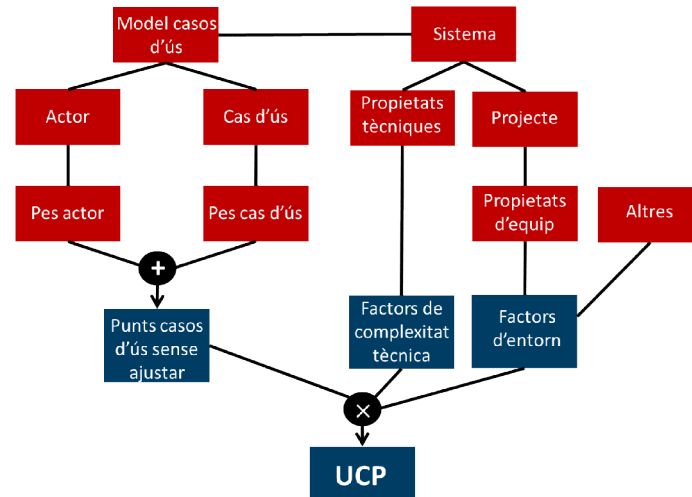 Model casos
d'ús
Sistema
Actor
Cas d'ús
Propietats
tècniques
Projecte
Pes actor
Pes cas d'ús
Propietats
d'equip
Altres
+
Punts casos
d'ús sense
ajustar
Factors de
complexitat
tècnica
Factors
d'entorn
×
UCP